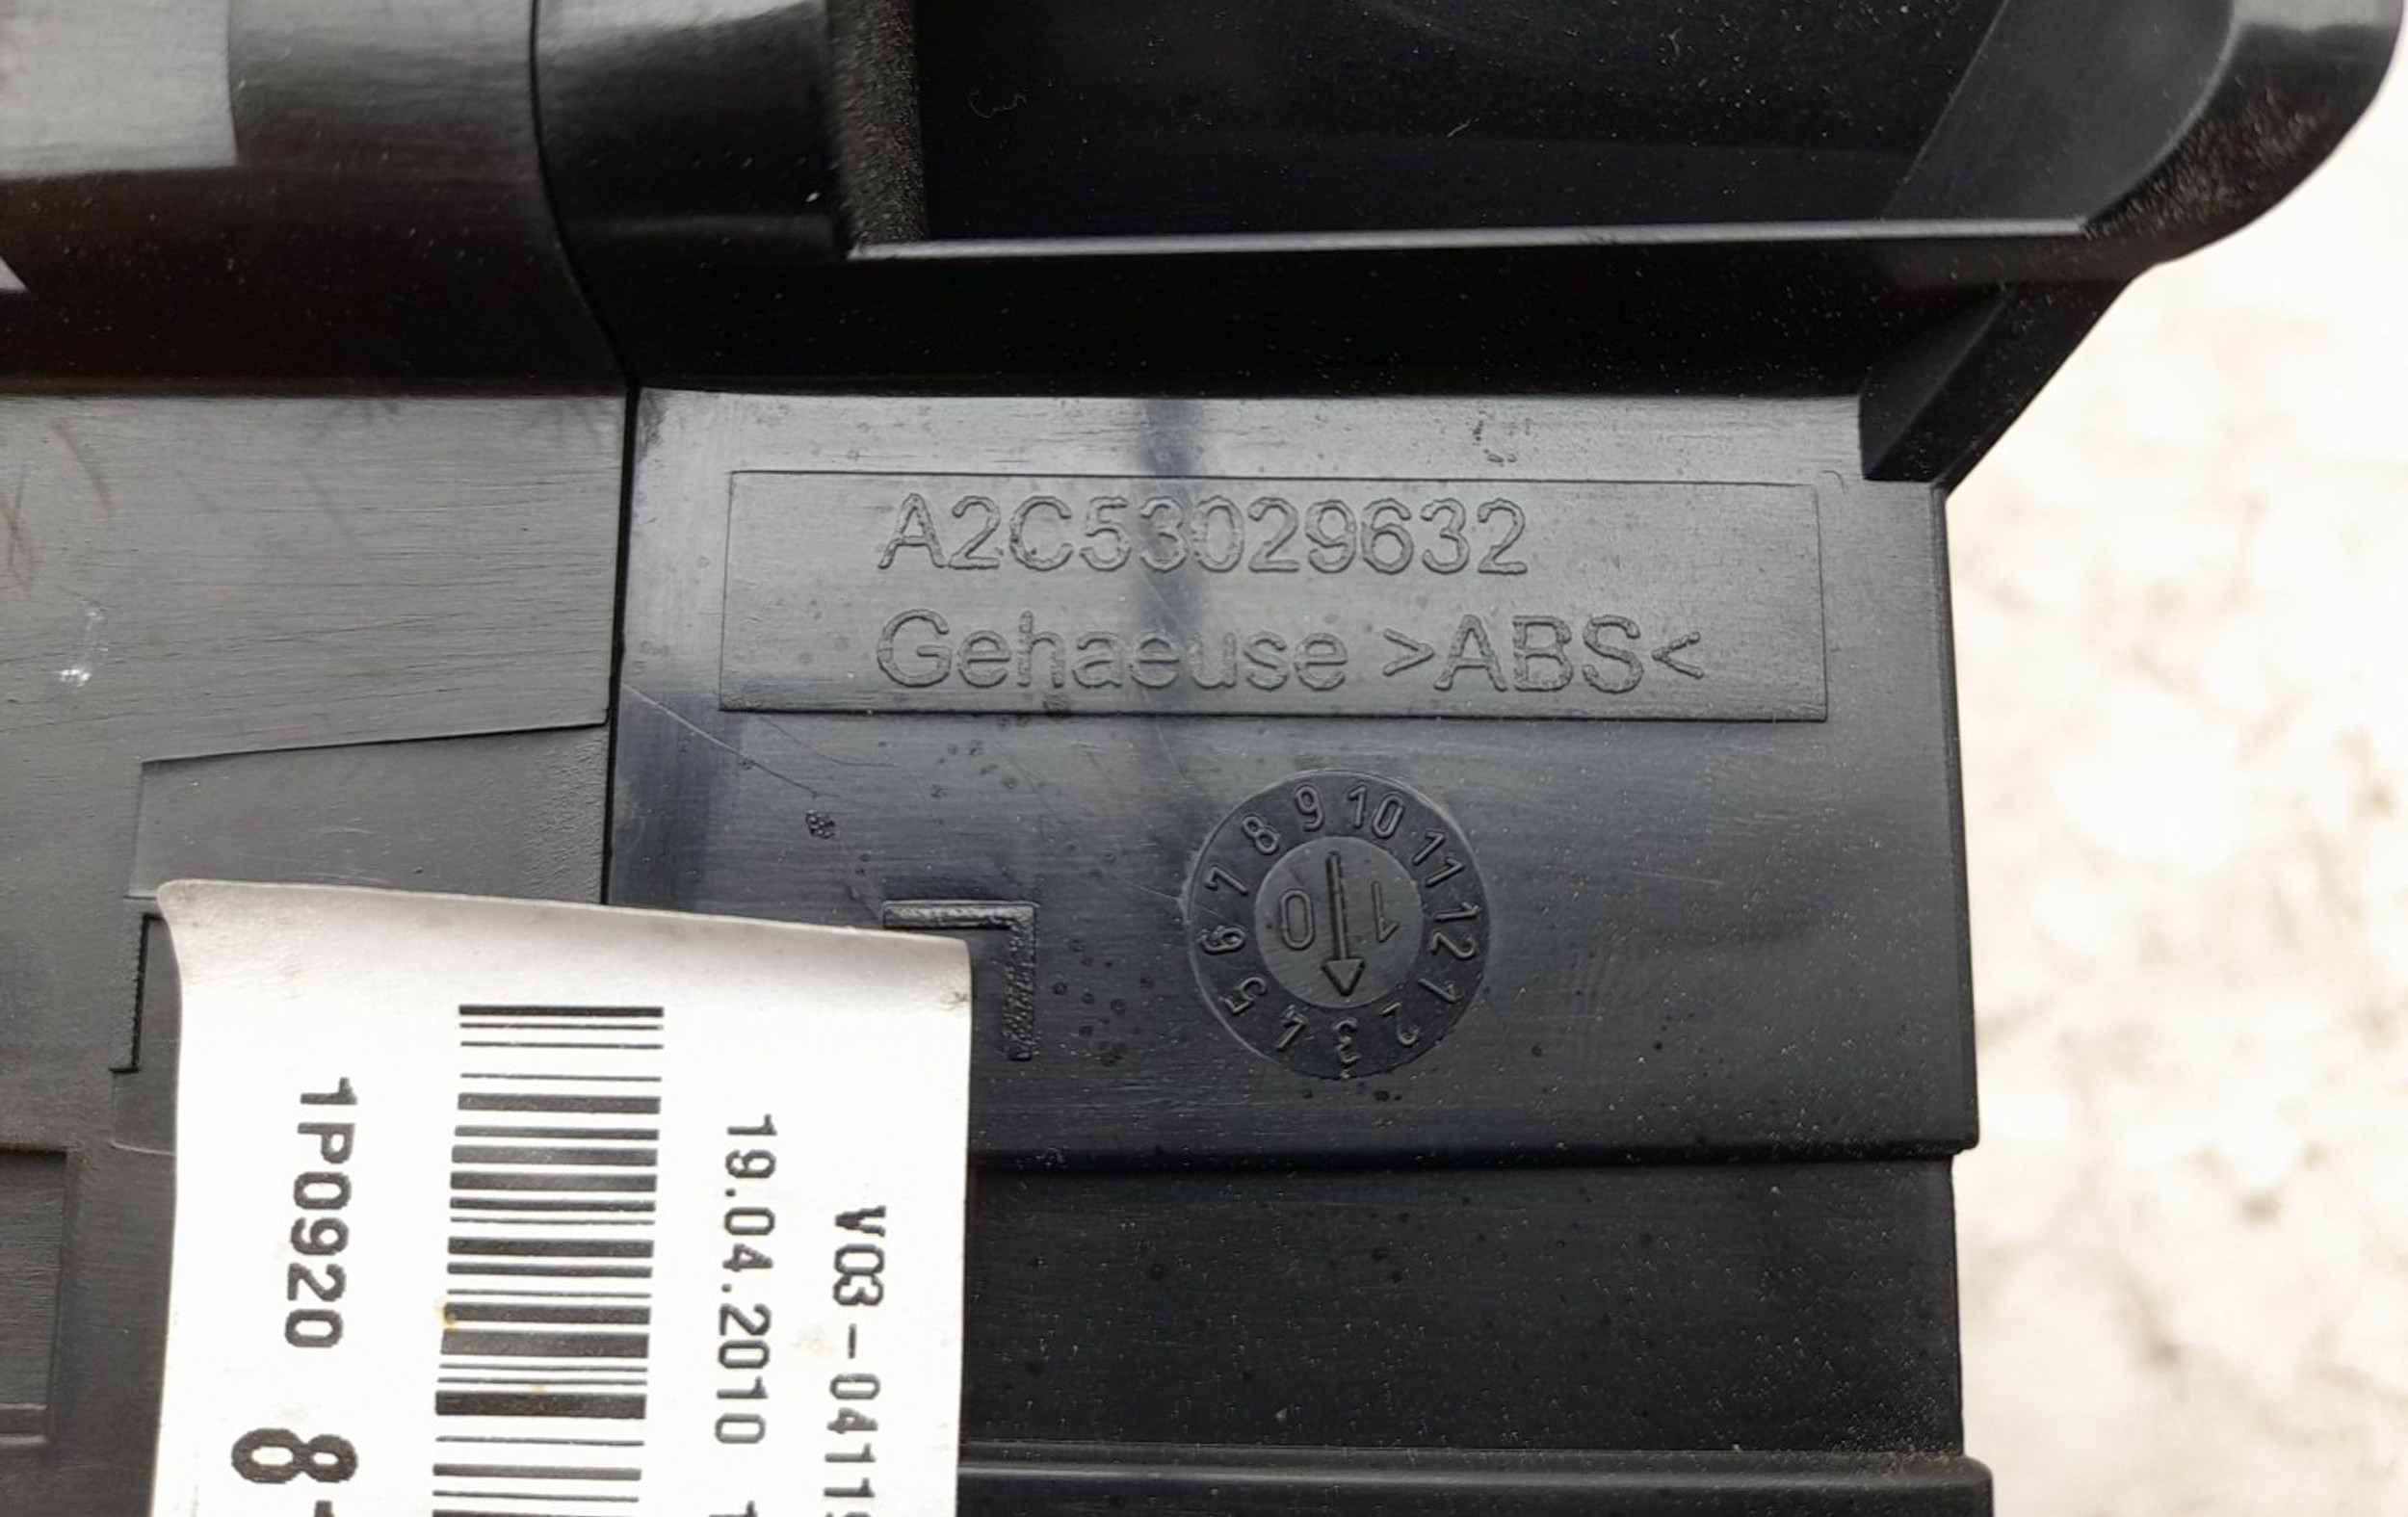 A2C53029632
Gehaeuse >ABS<
1 2 3 4 5 6 7 8 9 10 11 12
10
V03-0411
19.04.2010 1
1P0920 8